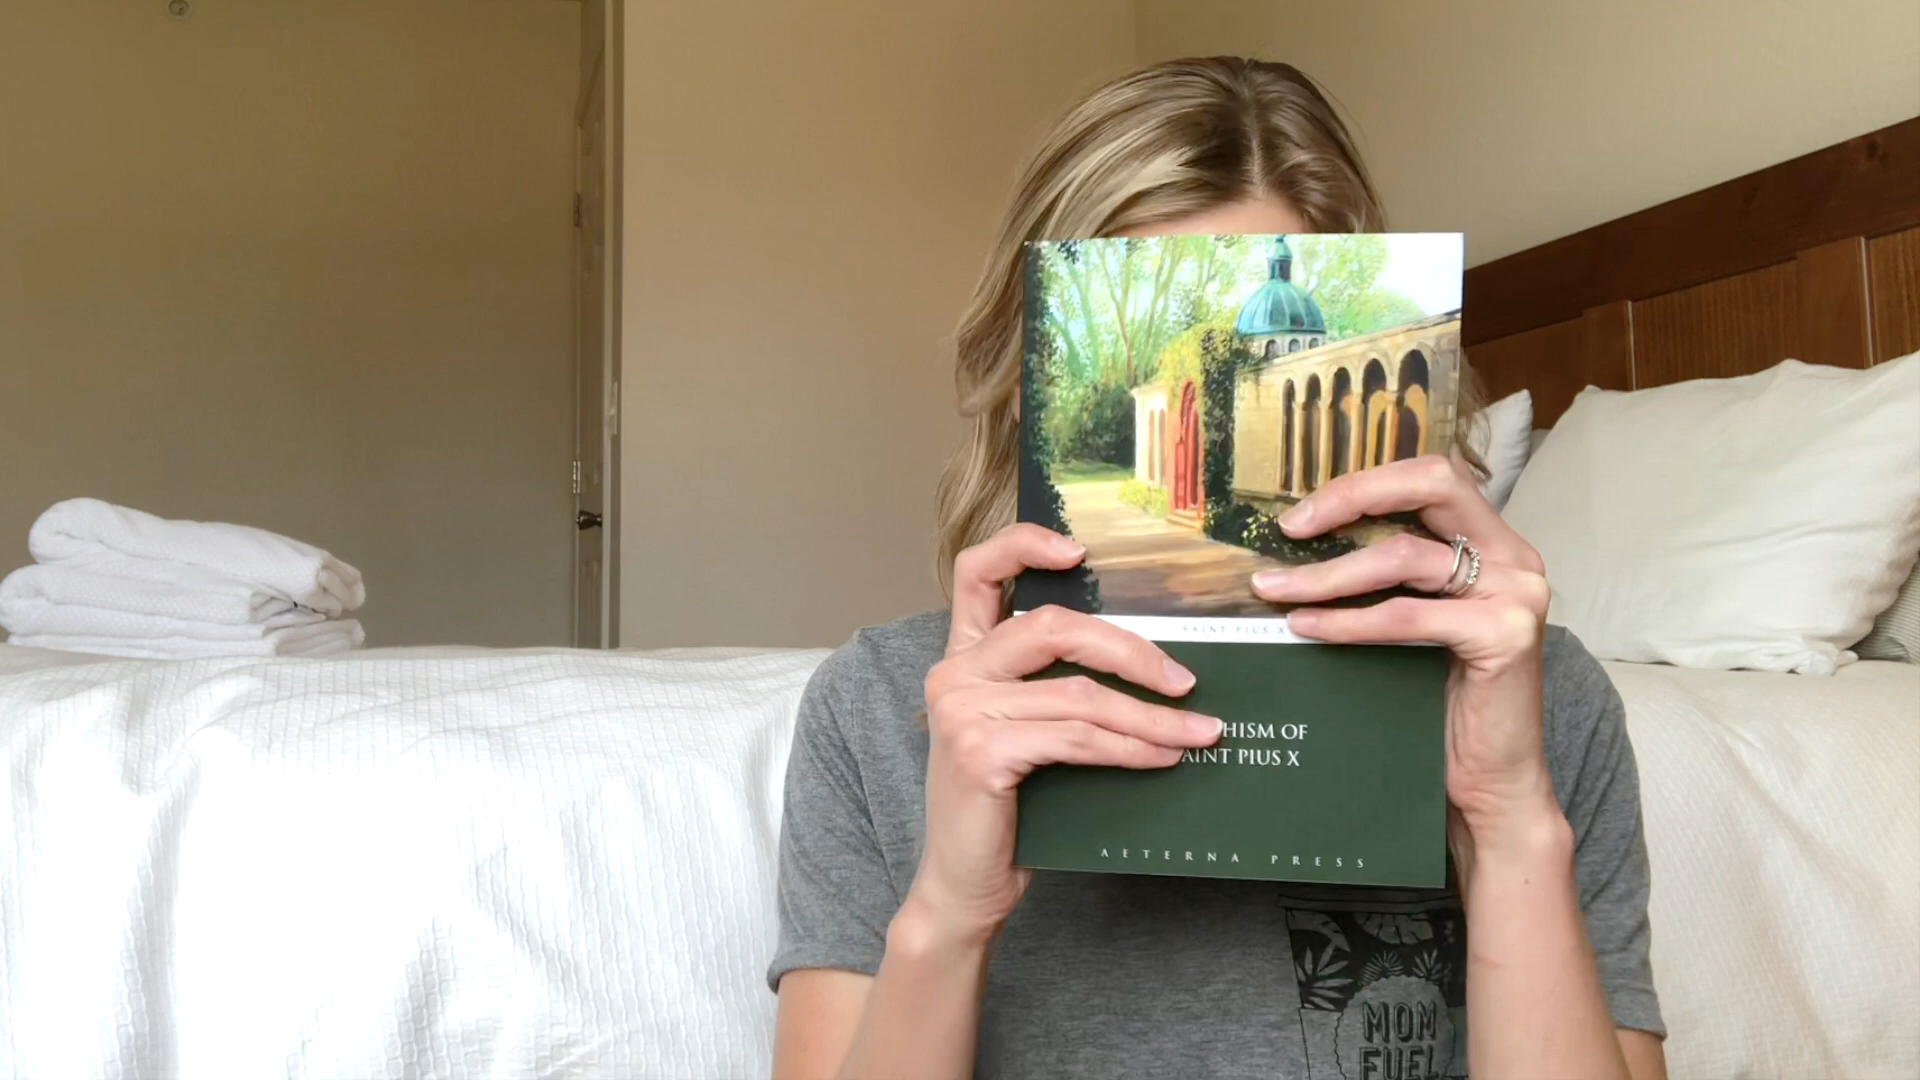 SAINT PIUS X
HISM OF
AINT PIUS X
AETERNA PRESS
MOM
FUEL